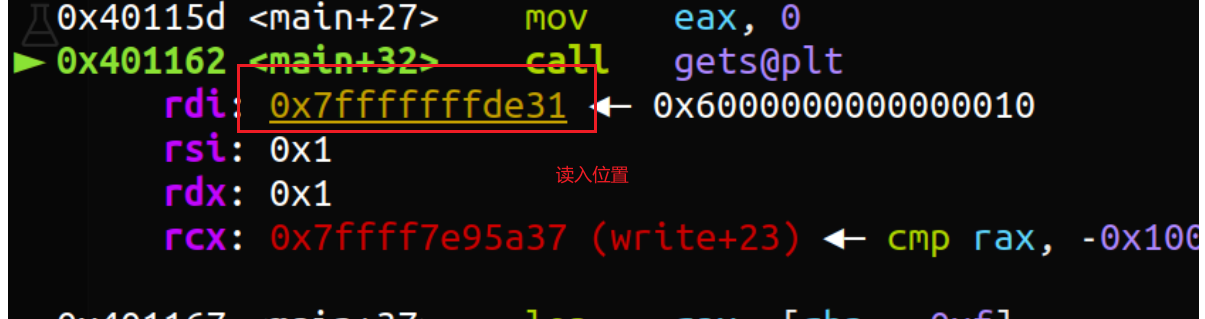 0x40115d <main+27> mov eax, 0
► 0x401162 <main+32> call gets@plt
rdi: 0x7fffffffde31 ◂— 0x6000000000000010
rsi: 0x1
读入位置
rdx: 0x1
rcx: 0x7ffff7e95a37 (write+23) ◂— cmp rax, -0x100